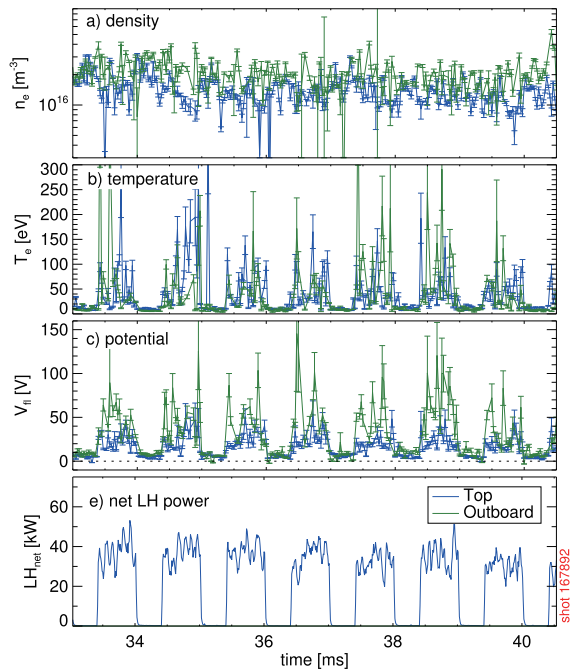 a) density
n_e [m^-3]
10^16
b) temperature
T_e [eV]
300
250
200
150
100
50
0
c) potential
V_fl [V]
150
100
50
0
e) net LH power
LH_net [kW]
60
40
20
0
Top
Outboard
34 36 38 40
time [ms]
shot 167892